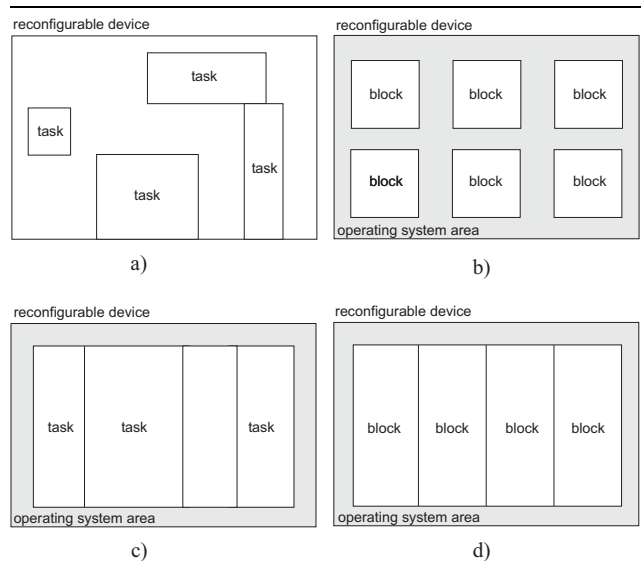 reconfigurable device
task
task
task
task
a)
reconfigurable device
block
block
block
block
block
block
operating system area
b)
reconfigurable device
task
task
task
operating system area
c)
reconfigurable device
block
block
block
block
operating system area
d)